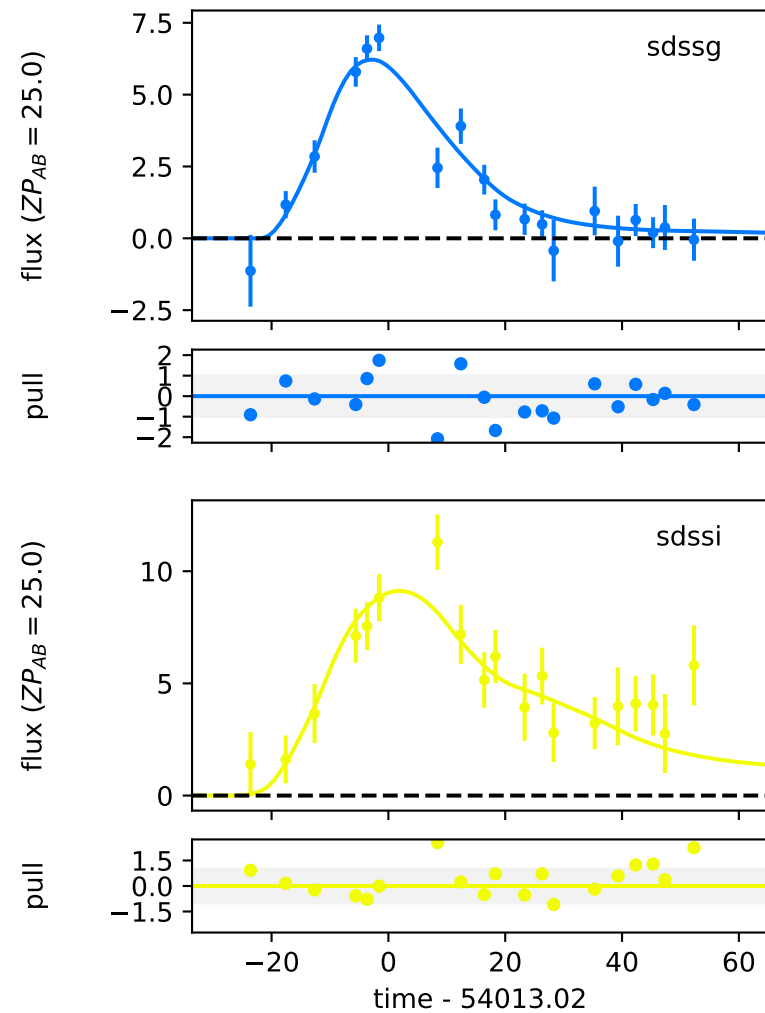 sdssg
flux (ZP_AB = 25.0)
7.5
5.0
2.5
0.0
−2.5
pull
2
1
0
−1
−2
sdssi
flux (ZP_AB = 25.0)
10
5
0
pull
1.5
0.0
−1.5
−20 0 20 40 60
time - 54013.02